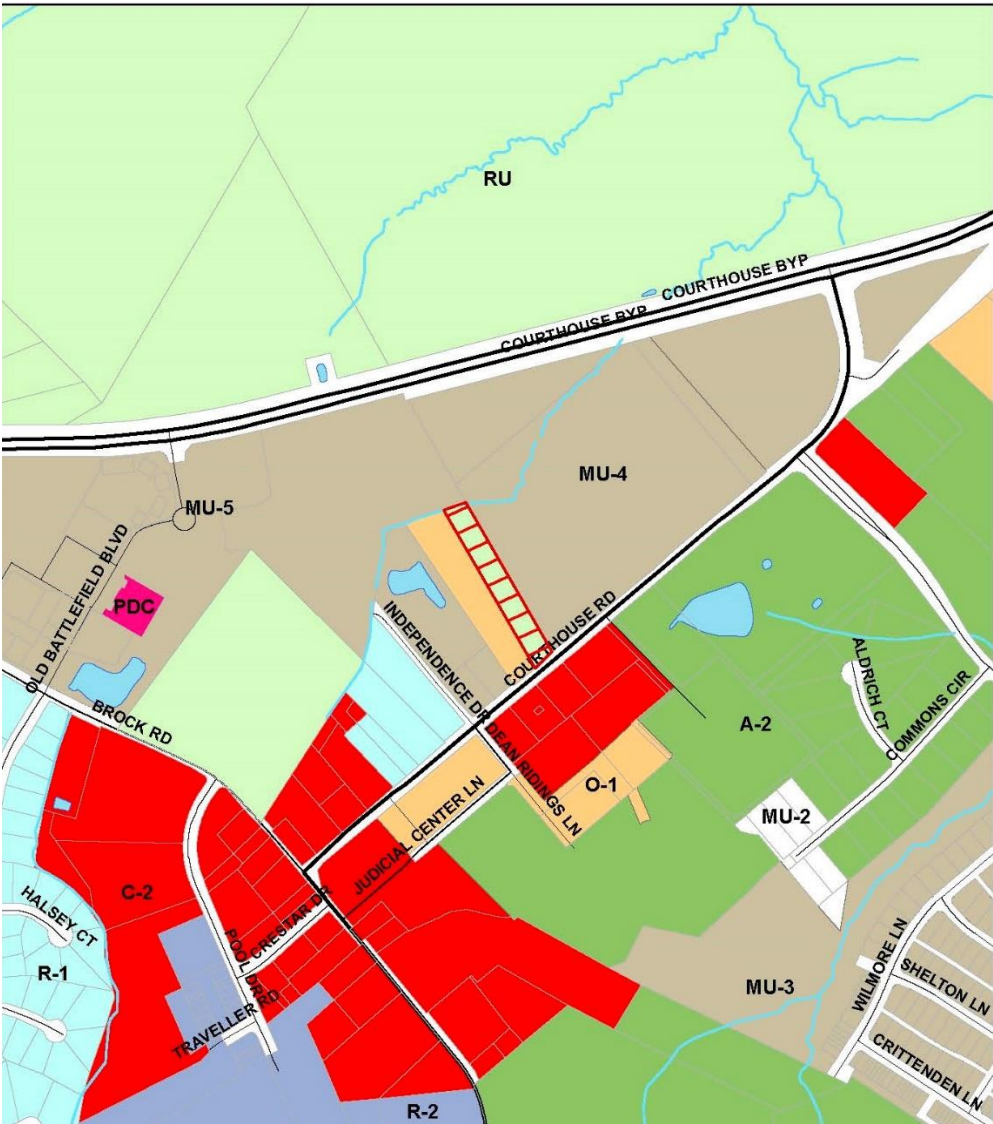 RU
COURTHOUSE BYP
COURTHOUSE BYP
MU-4
MU-5
OLD BATTLEFIELD BLVD
PDC
INDEPENDENCE DR
COURTHOUSE RD
BROCK RD
DEAN RIDINGS LN
A-2
ALDRICH CT
COMMONS CIR
O-1
JUDICIAL CENTER LN
MU-2
C-2
CRESTAR DR
HALSEY CT
POOL DR
R-1
TRAVELLER RD
MU-3
WILMORE LN
SHELTON LN
CRITTENDEN LN
R-2